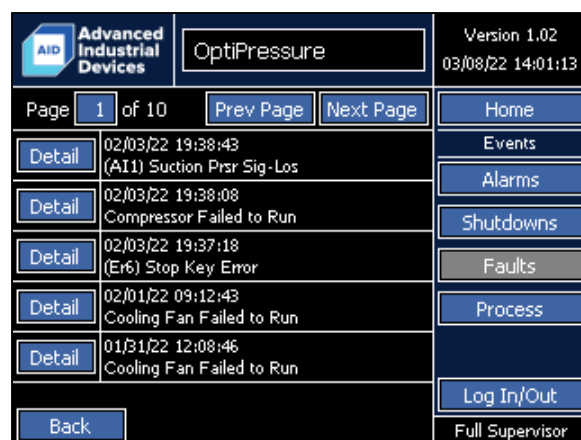 AID
Advanced
Industrial
Devices
OptiPressure
Version 1.02
03/08/22 14:01:13
Page 1 of 10 Prev Page Next Page
Home
Events
Alarms
Shutdowns
Faults
Process
Log In/Out
Full Supervisor
Detail
02/03/22 19:38:43
(AI1) Suction Prsr Sig-Los
Detail
02/03/22 19:38:08
Compressor Failed to Run
Detail
02/03/22 19:37:18
(Er6) Stop Key Error
Detail
02/01/22 09:12:43
Cooling Fan Failed to Run
Detail
01/31/22 12:08:46
Cooling Fan Failed to Run
Back